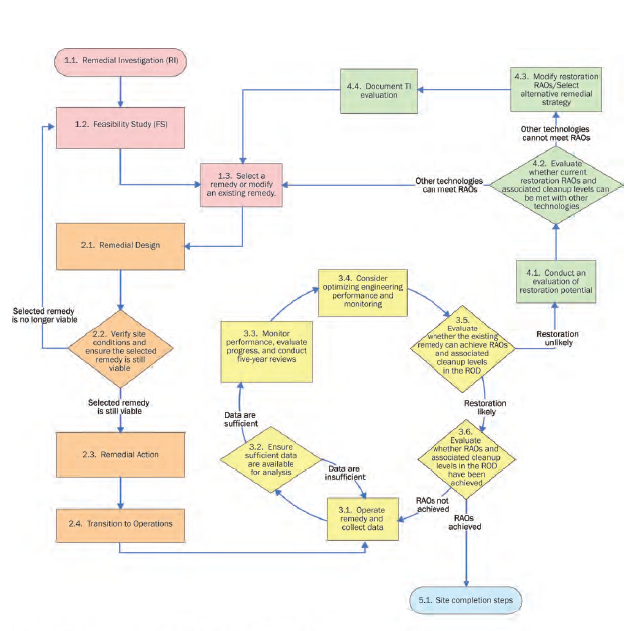 1.1. Remedial Investigation (RI)
1.2. Feasibility Study (FS)
1.3. Select a
remedy or modify
an existing remedy.
4.4. Document TI
evaluation
4.3. Modify restoration
RAOs/Select
alternative remedial
strategy
Other technologies
cannot meet RAOs
4.2. Evaluate
whether current
restoration RAOs and
associated cleanup levels can
be met with other
technologies
Other technologies
can meet RAOs
4.1. Conduct an
evaluation of
restoration potential
Restoration
unlikely
2.1. Remedial Design
Selected remedy
is no longer viable
2.2. Verify site
conditions and
ensure the selected
remedy is still
viable
Selected remedy
is still viable
2.3. Remedial Action
2.4. Transition to Operations
3.4. Consider
optimizing engineering
performance and
monitoring
3.3. Monitor
performance, evaluate
progress, and conduct
five-year reviews
3.5.
Evaluate
whether the existing
remedy can achieve RAOs
and associated
cleanup levels
in the ROD
Restoration
likely
Data are
sufficient
3.2. Ensure
sufficient data
are available
for analysis
Data are
insufficient
3.6.
Evaluate
whether RAOs and
associated cleanup
levels in the ROD
have been
achieved
3.1. Operate
remedy and
collect data
RAOs not
achieved
RAOs
achieved
5.1. Site completion steps